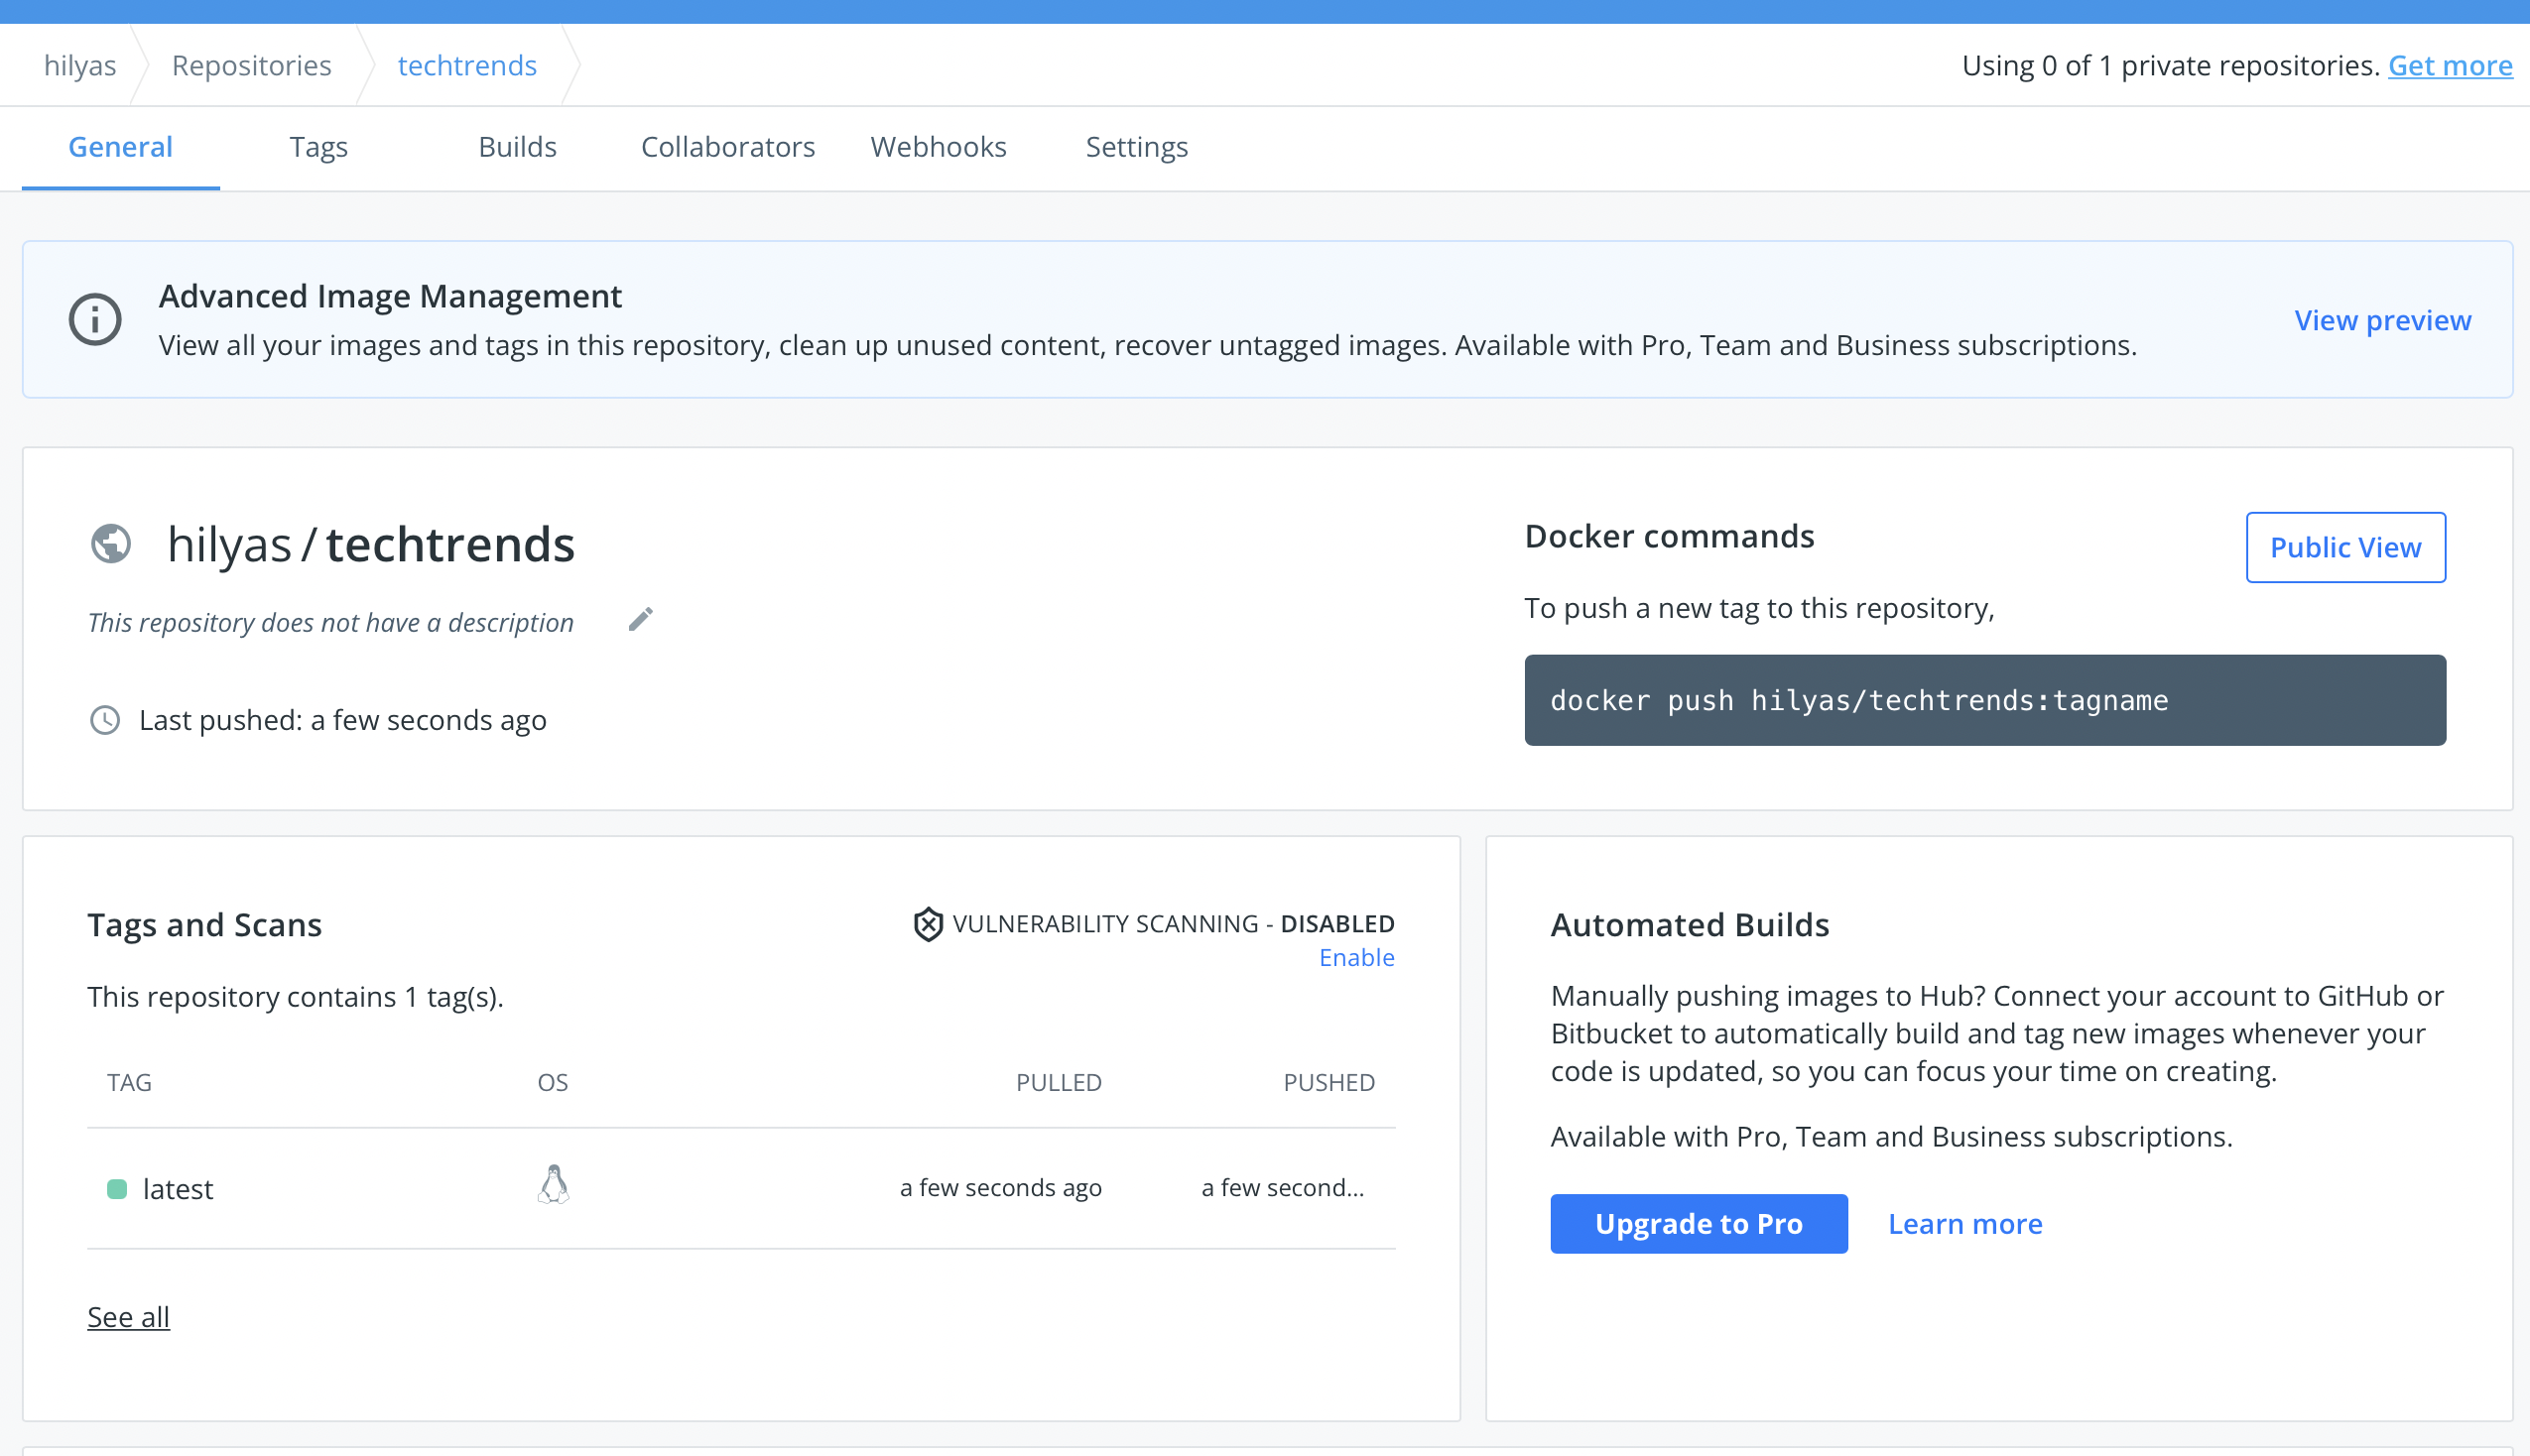 hilyas
Repositories
techtrends
Using 0 of 1 private repositories. Get more
General
Tags
Builds
Collaborators
Webhooks
Settings
Advanced Image Management
View all your images and tags in this repository, clean up unused content, recover untagged images. Available with Pro, Team and Business subscriptions.
View preview
hilyas / techtrends
This repository does not have a description
Last pushed: a few seconds ago
Docker commands
Public View
To push a new tag to this repository,
docker push hilyas/techtrends:tagname
Tags and Scans
VULNERABILITY SCANNING - DISABLED
Enable
This repository contains 1 tag(s).
TAG
OS
PULLED
PUSHED
latest
a few seconds ago
a few second...
See all
Automated Builds
Manually pushing images to Hub? Connect your account to GitHub or
Bitbucket to automatically build and tag new images whenever your
code is updated, so you can focus your time on creating.
Available with Pro, Team and Business subscriptions.
Upgrade to Pro
Learn more